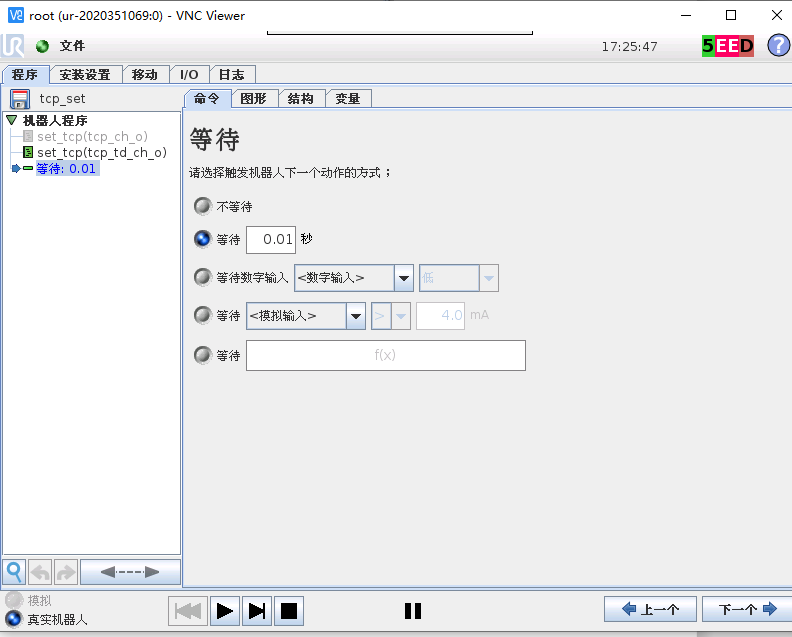 root (ur-2020351069:0) - VNC Viewer
文件 17:25:47 5EED ?
程序 安装设置 移动 I/O 日志
tcp_set 命令 图形 结构 变量
机器人程序
set_tcp(tcp_ch_o)
set_tcp(tcp_td_ch_o)
等待: 0.01
等待
请选择触发机器人下一个动作的方式；
不等待
等待 0.01 秒
等待数字输入 <数字输入> 低
等待 <模拟输入> > 4.0 mA
等待 f(x)
模拟
真实机器人
上一个 下一个